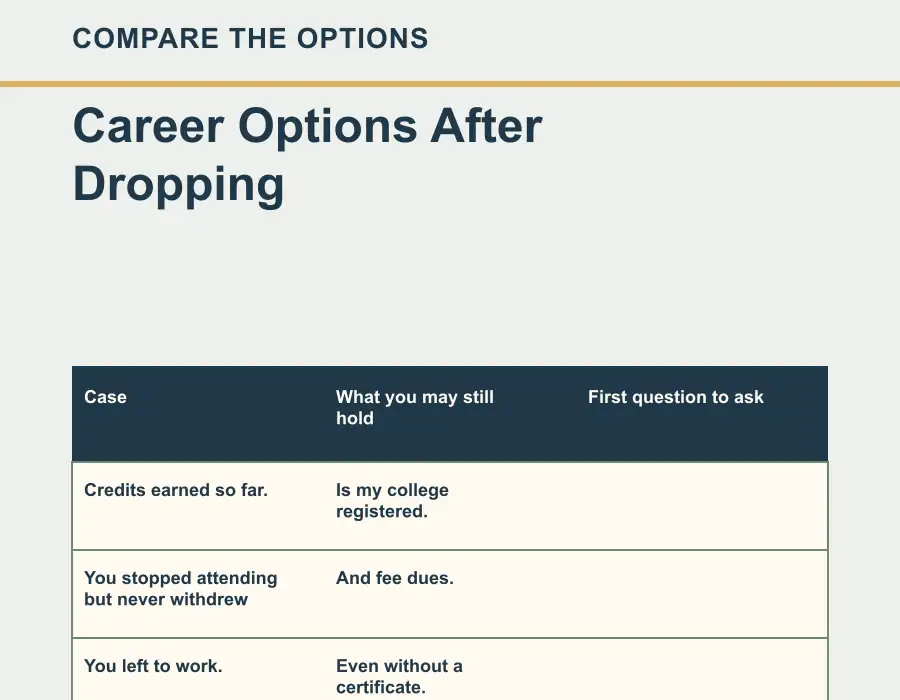 COMPARE THE OPTIONS
Career Options After
Dropping
Case
What you may still
hold
First question to ask
Credits earned so far.
Is my college
registered.
You stopped attending
but never withdrew
And fee dues.
You left to work.
Even without a
certificate.